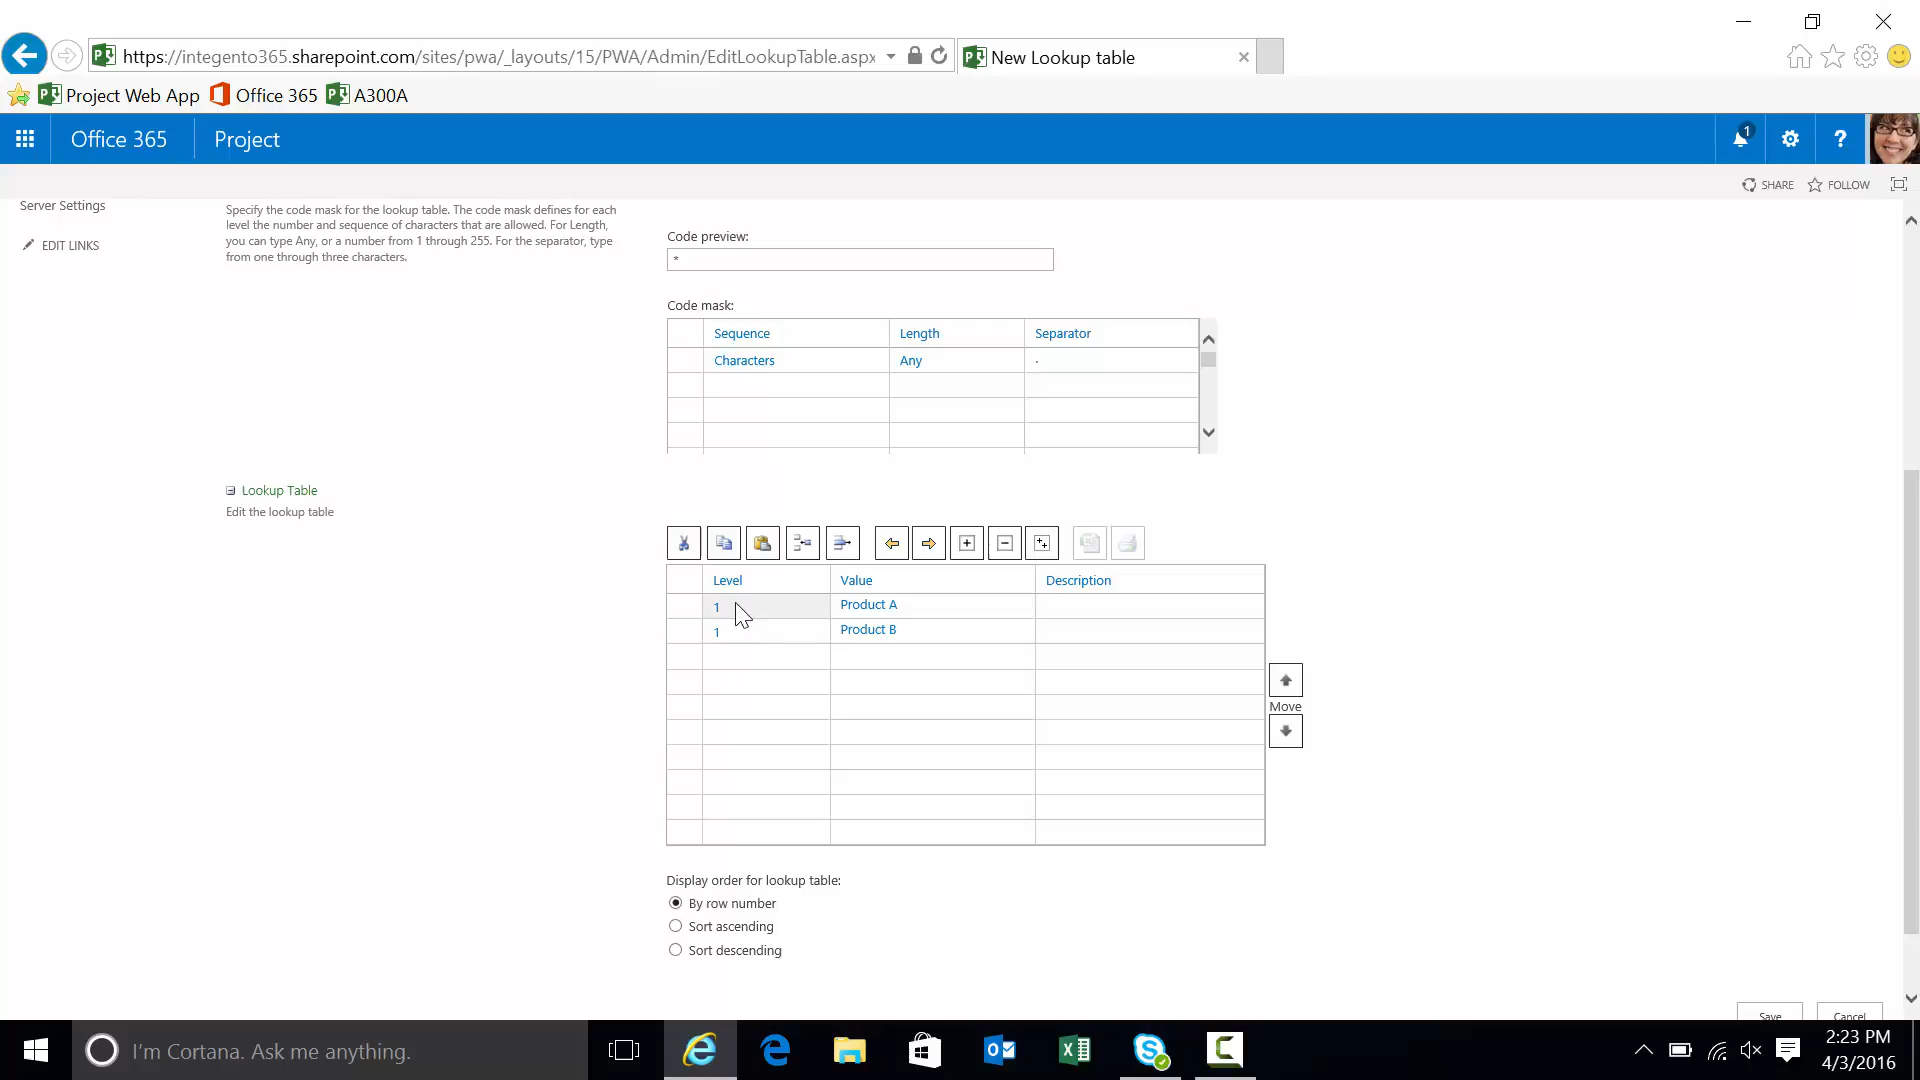 https://integento365.sharepoint.com/sites/pwa/_layouts/15/PWA/Admin/EditLookupTable.aspx
New Lookup table
Project Web App
Office 365
A300A
Office 365
Project
1
?
SHARE
FOLLOW
Server Settings
EDIT LINKS
Specify the code mask for the lookup table. The code mask defines for each
level the number and sequence of characters that are allowed. For Length,
you can type Any, or a number from 1 through 255. For the separator, type
from one through three characters.
Code preview:
*
Code mask:
Sequence Length Separator
Characters Any .
Lookup Table
Edit the lookup table
Level Value Description
1 Product A
1 Product B
Move
Display order for lookup table:
By row number
Sort ascending
Sort descending
Save
Cancel
I'm Cortana. Ask me anything.
2:23 PM
4/3/2016